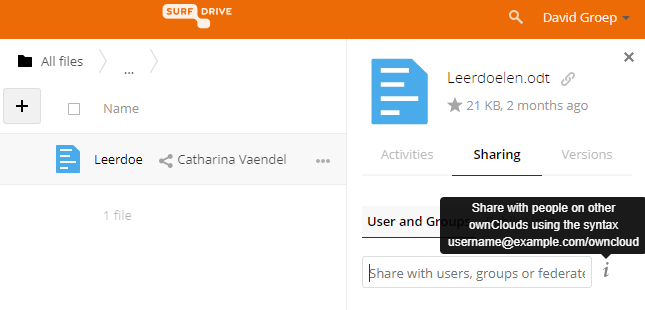 SURF DRIVE
David Groep
All files
...
Leerdoelen.odt
21 KB, 2 months ago
Name
Activities
Sharing
Versions
Leerdoe
Catharina Vaendel
1 file
Share with people on other
ownClouds using the syntax
username@example.com/owncloud
User and Groups
Share with users, groups or federate
i